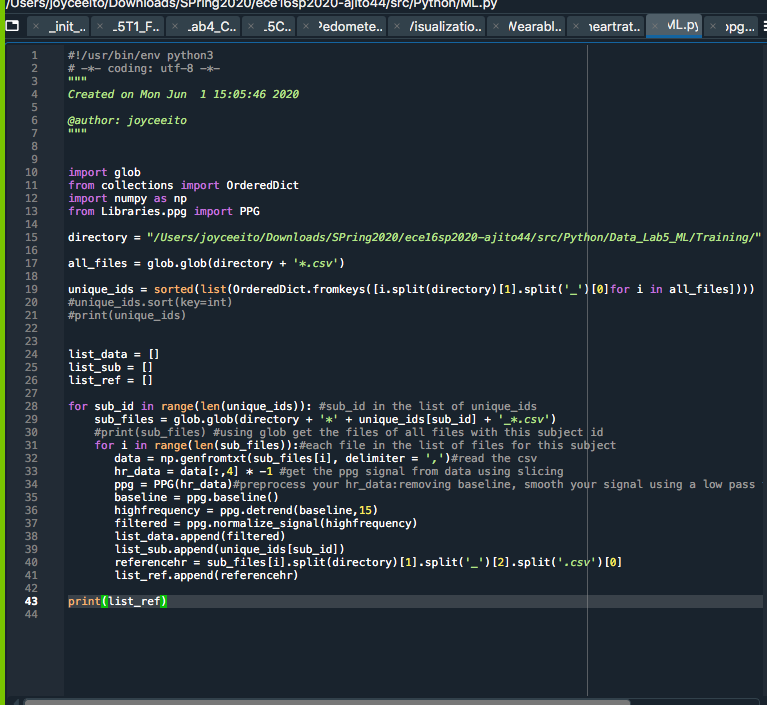 /Users/joyceeito/Downloads/SPring2020/ece16sp2020-ajito44/src/Python/ML.py
× _init_... × _5T1_F... × _ab4_C... × _5C... × Pedomete... × /isualizatio... × Wearabl... × heartrat... × ML.py × ppg...
1 #!/usr/bin/env python3
2 # -*- coding: utf-8 -*-
3 """
4 Created on Mon Jun  1 15:05:46 2020
5
6 @author: joyceeito
7 """
8
9
10 import glob
11 from collections import OrderedDict
12 import numpy as np
13 from Libraries.ppg import PPG
14
15 directory = "/Users/joyceeito/Downloads/SPring2020/ece16sp2020-ajito44/src/Python/Data_Lab5_ML/Training/"
16
17 all_files = glob.glob(directory + '*.csv')
18
19 unique_ids = sorted(list(OrderedDict.fromkeys([i.split(directory)[1].split('_')[0]for i in all_files])))
20 #unique_ids.sort(key=int)
21 #print(unique_ids)
22
23
24 list_data = []
25 list_sub = []
26 list_ref = []
27
28 for sub_id in range(len(unique_ids)): #sub_id in the list of unique_ids
29     sub_files = glob.glob(directory + '*' + unique_ids[sub_id] + '_*.csv')
30     #print(sub_files) #using glob get the files of all files with this subject id
31     for i in range(len(sub_files)):#each file in the list of files for this subject
32         data = np.genfromtxt(sub_files[i], delimiter = ',')#read the csv
33         hr_data = data[:,4] * -1 #get the ppg signal from data using slicing
34         ppg = PPG(hr_data)#preprocess your hr_data:removing baseline, smooth your signal using a low pass
35         baseline = ppg.baseline()
36         highfrequency = ppg.detrend(baseline,15)
37         filtered = ppg.normalize_signal(highfrequency)
38         list_data.append(filtered)
39         list_sub.append(unique_ids[sub_id])
40         referencehr = sub_files[i].split(directory)[1].split('_')[2].split('.csv')[0]
41         list_ref.append(referencehr)
42
43 print(list_ref)
44